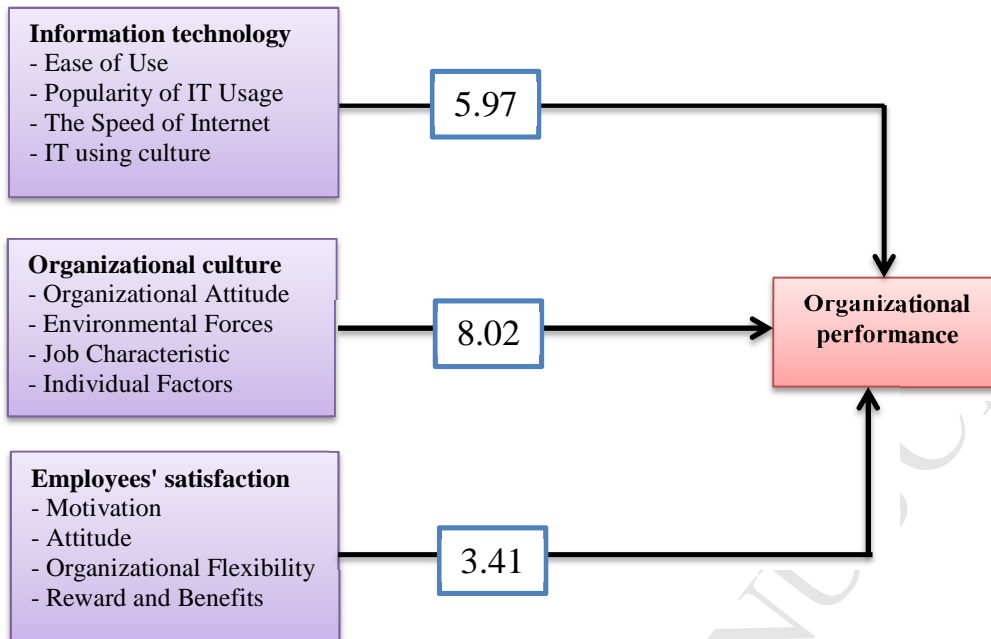 Information technology
- Ease of Use
- Popularity of IT Usage
- The Speed of Internet
- IT using culture
5.97
Organizational culture
- Organizational Attitude
- Environmental Forces
- Job Characteristic
- Individual Factors
8.02
Organizational
performance
Employees' satisfaction
- Motivation
- Attitude
- Organizational Flexibility
- Reward and Benefits
3.41